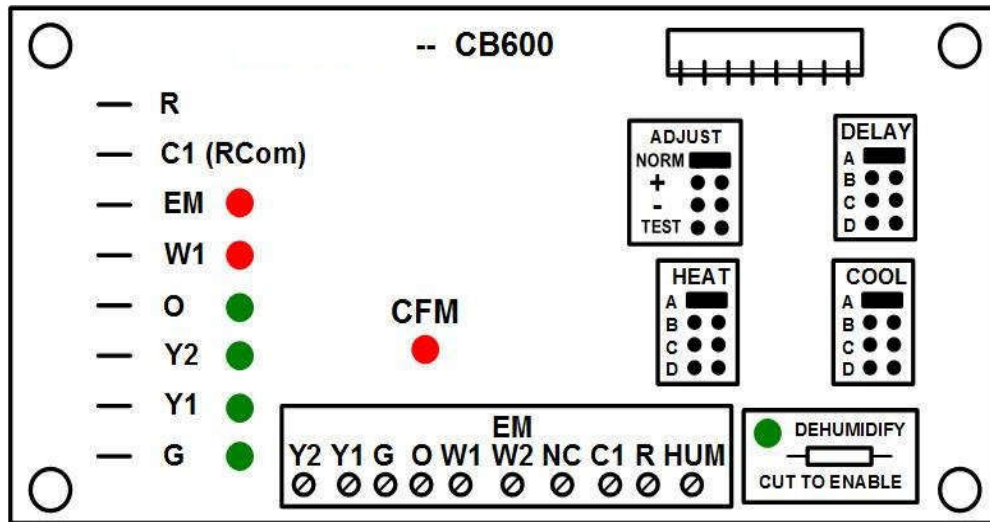 -- CB600
R
C1 (RCom)
EM
W1
O
Y2
Y1
G
CFM
ADJUST
NORM
+
-
TEST
DELAY
A
B
C
D
HEAT
A
B
C
D
COOL
A
B
C
D
EM
Y2 Y1 G O W1 W2 NC C1 R HUM
DEHUMIDIFY
CUT TO ENABLE